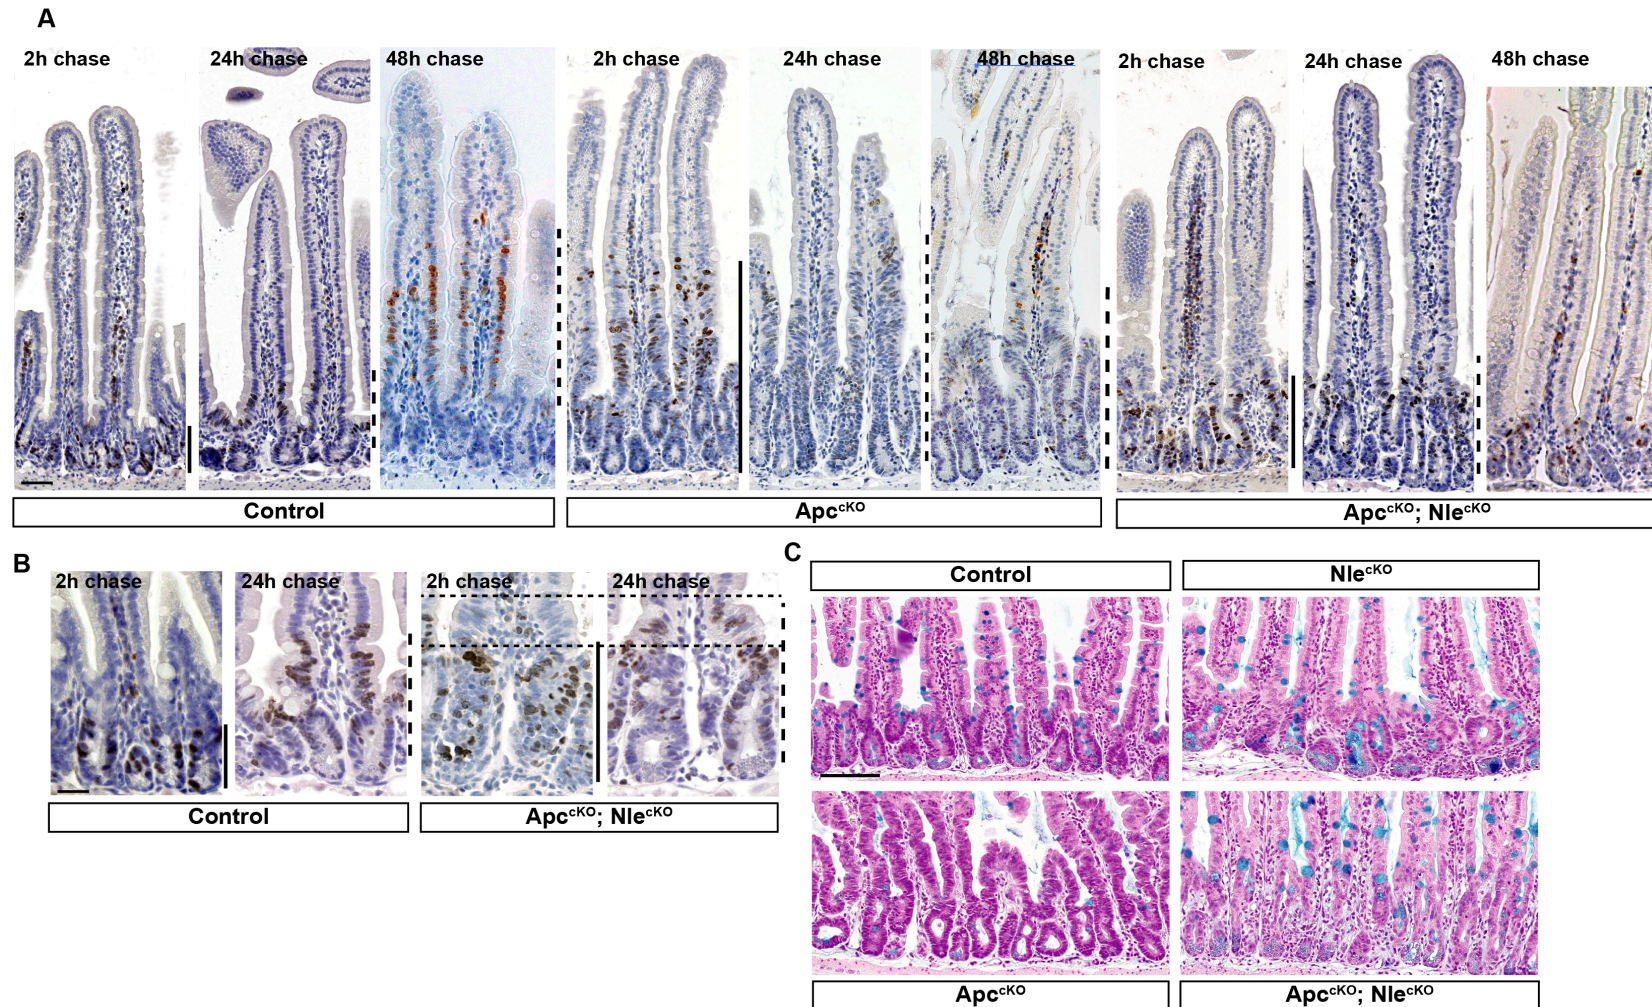 A
2h chase 24h chase 48h chase 2h chase 24h chase 48h chase 2h chase 24h chase 48h chase
Control ApccKO ApccKO; NlecKO
B
2h chase 24h chase 2h chase 24h chase
Control ApccKO; NlecKO
C
Control NlecKO
ApccKO ApccKO; NlecKO